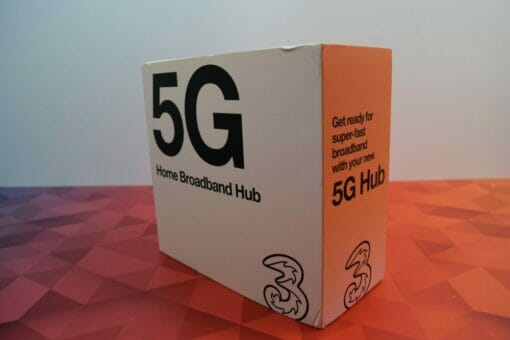 5G
Home Broadband Hub
3
Get ready for
super-fast
broadband
with your new
5G Hub
3